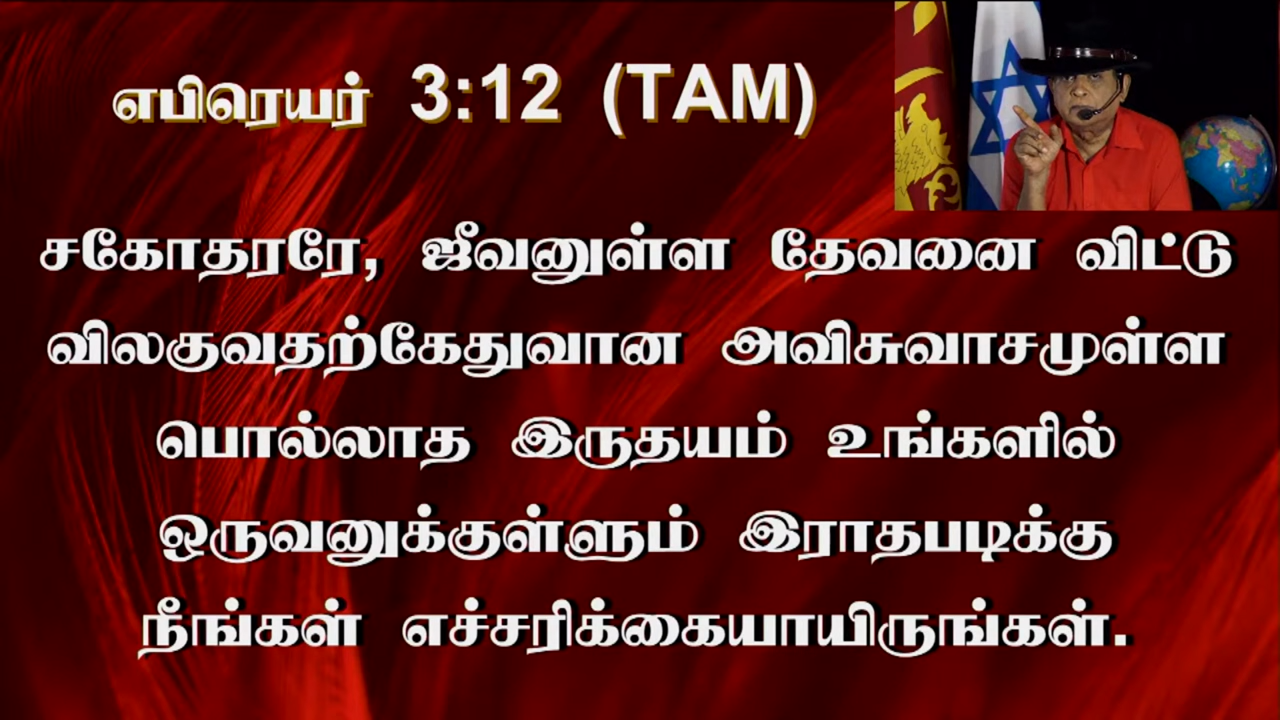 எபிரெயர் 3:12 (TAM)
சகோதரரே, ஜீவனுள்ள தேவனை விட்டு
விலகுவதற்கேதுவான அவிசுவாசமுள்ள
பொல்லாத இருதயம் உங்களில்
ஒருவனுக்குள்ளும் இராதபடிக்கு
நீங்கள் எச்சரிக்கையாயிருங்கள்.